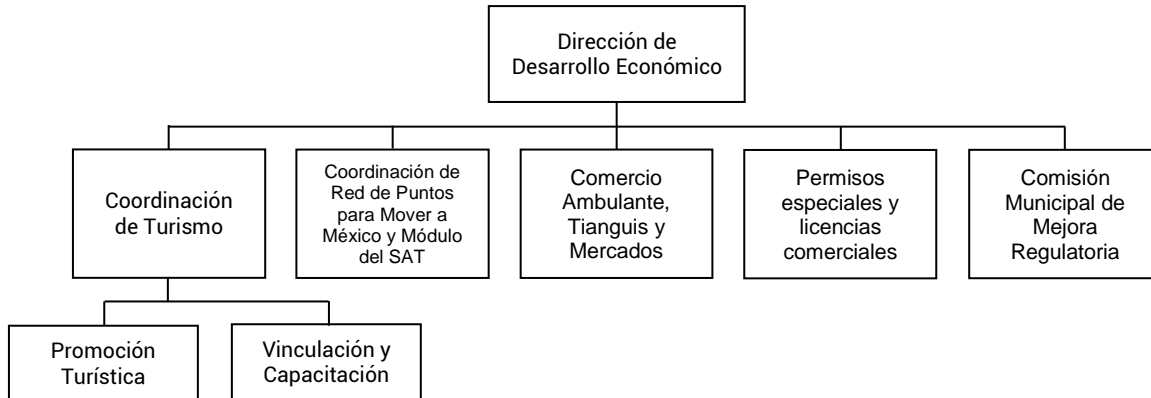 Dirección de
Desarrollo Económico
Coordinación
de Turismo
Coordinación de
Red de Puntos
para Mover a
México y Módulo
del SAT
Comercio
Ambulante,
Tianguis y
Mercados
Permisos
especiales y
licencias
comerciales
Comisión
Municipal de
Mejora
Regulatoria
Promoción
Turística
Vinculación y
Capacitación